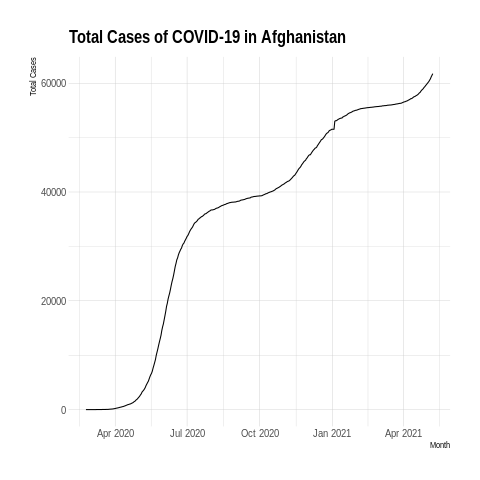 Total Cases of COVID-19 in Afghanistan
Total Cases
60000
40000
20000
0
Apr 2020
Jul 2020
Oct 2020
Jan 2021
Apr 2021
Month